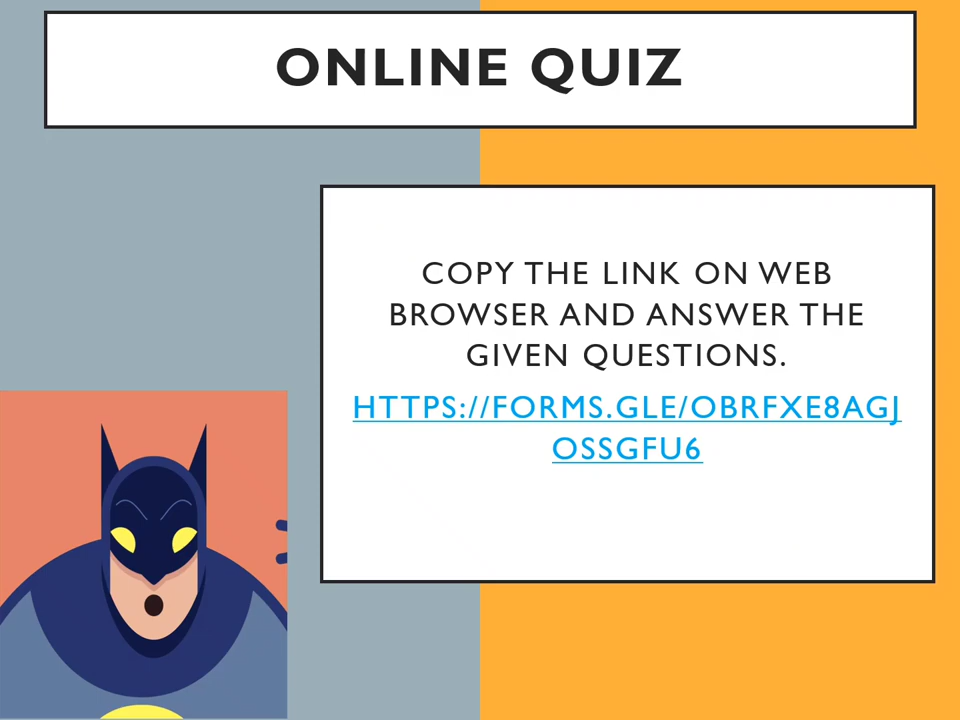 ONLINE QUIZ
COPY THE LINK ON WEB
BROWSER AND ANSWER THE
GIVEN QUESTIONS.
HTTPS://FORMS.GLE/OBRFXE8AGJ
OSSGFU6